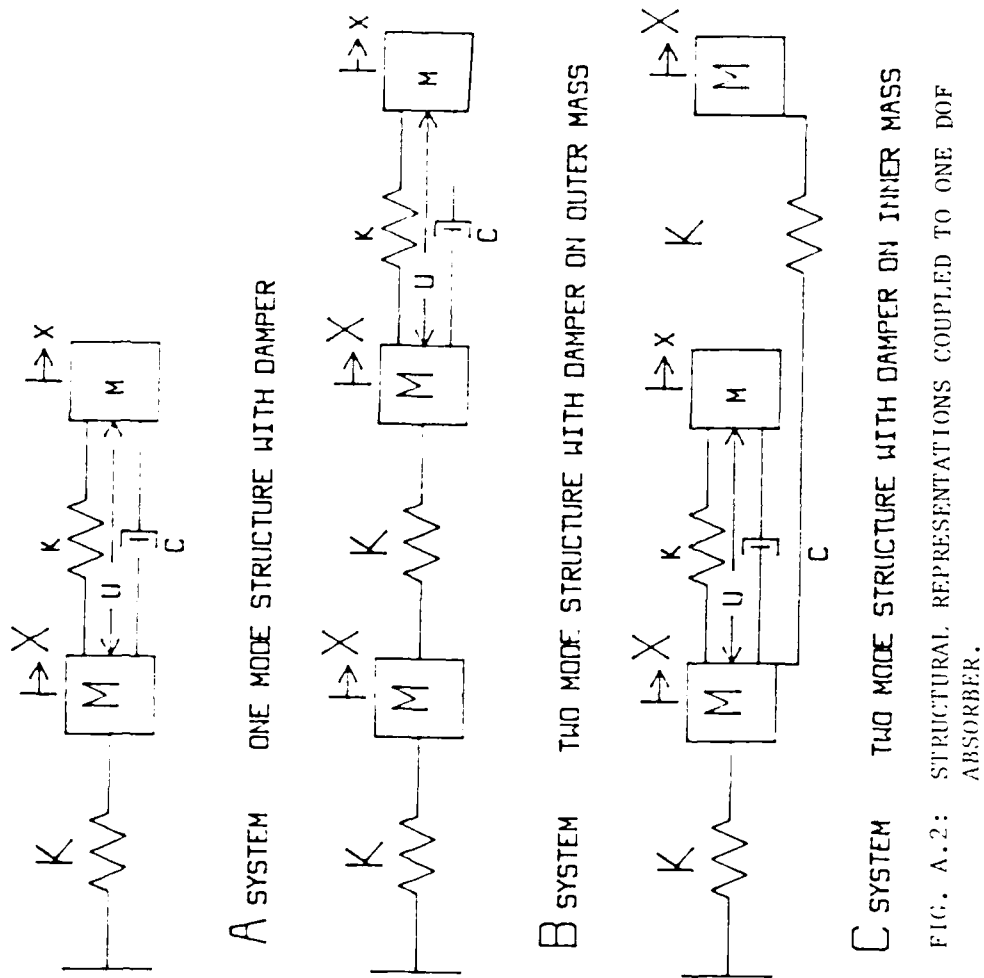 X x
K M K U C M
A SYSTEM ONE MODE STRUCTURE WITH DAMPER
X X x
K M K M K U C M
B SYSTEM TWO MODE STRUCTURE WITH DAMPER ON OUTER MASS
X x X
K M K U C M K M
C SYSTEM TWO MODE STRUCTURE WITH DAMPER ON INNER MASS
FIG. A.2: STRUCTURAL REPRESENTATIONS COUPLED TO ONE DOF
ABSORBER.